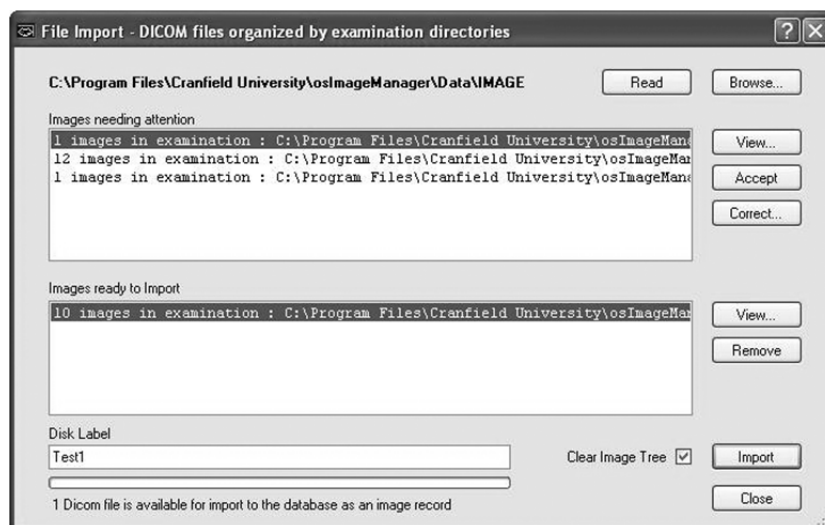 File Import - DICOM files organized by examination directories
C:\Program Files\Cranfield University\osImageManager\Data\IMAGE
Read
Browse...
Images needing attention
1 images in examination : C:\Program Files\Cranfield University\osImageMana
12 images in examination : C:\Program Files\Cranfield University\osImageMan
1 images in examination : C:\Program Files\Cranfield University\osImageMana
View...
Accept
Correct...
Images ready to Import
10 images in examination : C:\Program Files\Cranfield University\osImageMan
View...
Remove
Disk Label
Test1
Clear Image Tree
Import
1 Dicom file is available for import to the database as an image record
Close